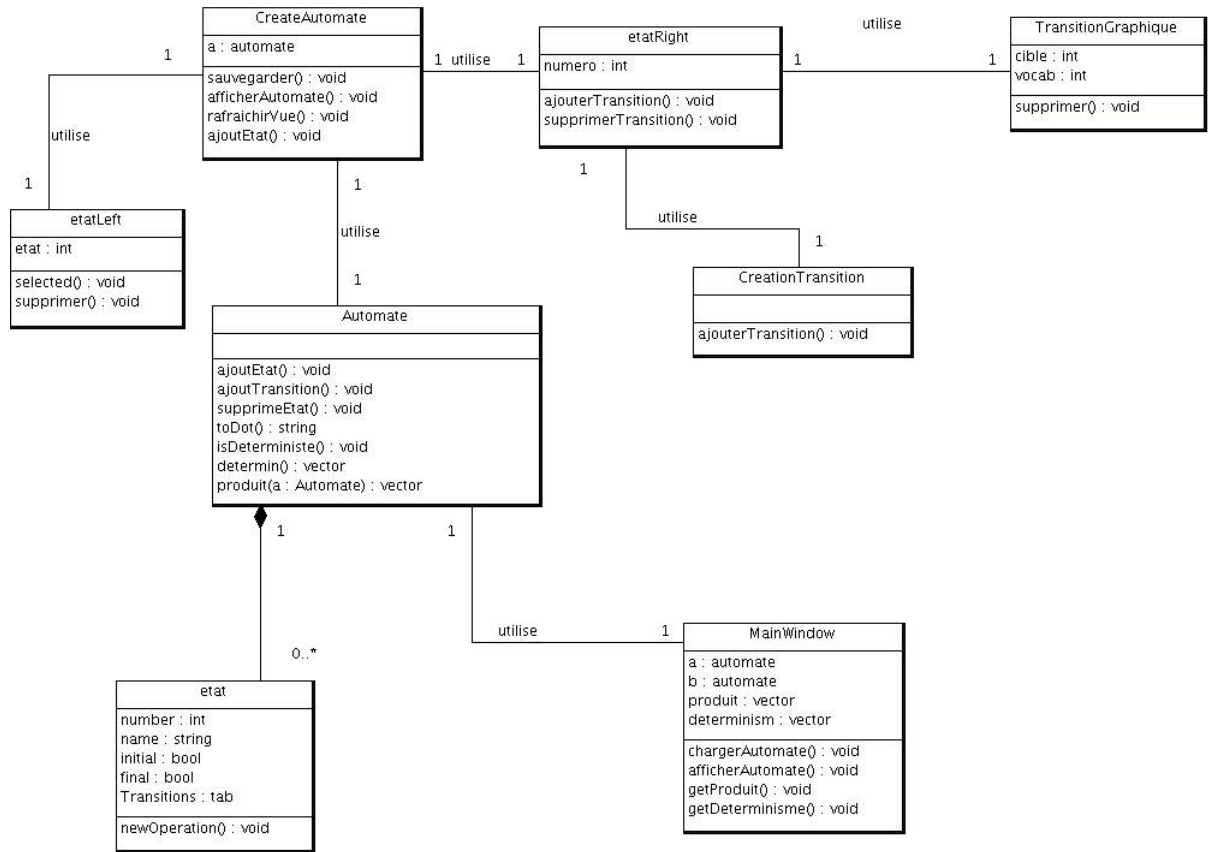 CreateAutomate
a : automate
sauvegarder() : void
afficherAutomate() : void
rafraichirVue() : void
ajoutEtat() : void
1 utilise 1
etatRight
numero : int
ajouterTransition() : void
supprimerTransition() : void
utilise
1
1
TransitionGraphique
cible : int
vocab : int
supprimer() : void
1
utilise
1
etatLeft
etat : int
selected() : void
supprimer() : void
1
utilise
1
1
utilise
1
CreationTransition
ajouterTransition() : void
Automate
ajoutEtat() : void
ajoutTransition() : void
supprimeEtat() : void
toDot() : string
isDeterministe() : void
determin() : vector
produit(a : Automate) : vector
1
0..*
1
utilise
1
etat
number : int
name : string
initial : bool
final : bool
Transitions : tab
newOperation() : void
MainWindow
a : automate
b : automate
produit : vector
determinism : vector
chargerAutomate() : void
afficherAutomate() : void
getProduit() : void
getDeterminisme() : void